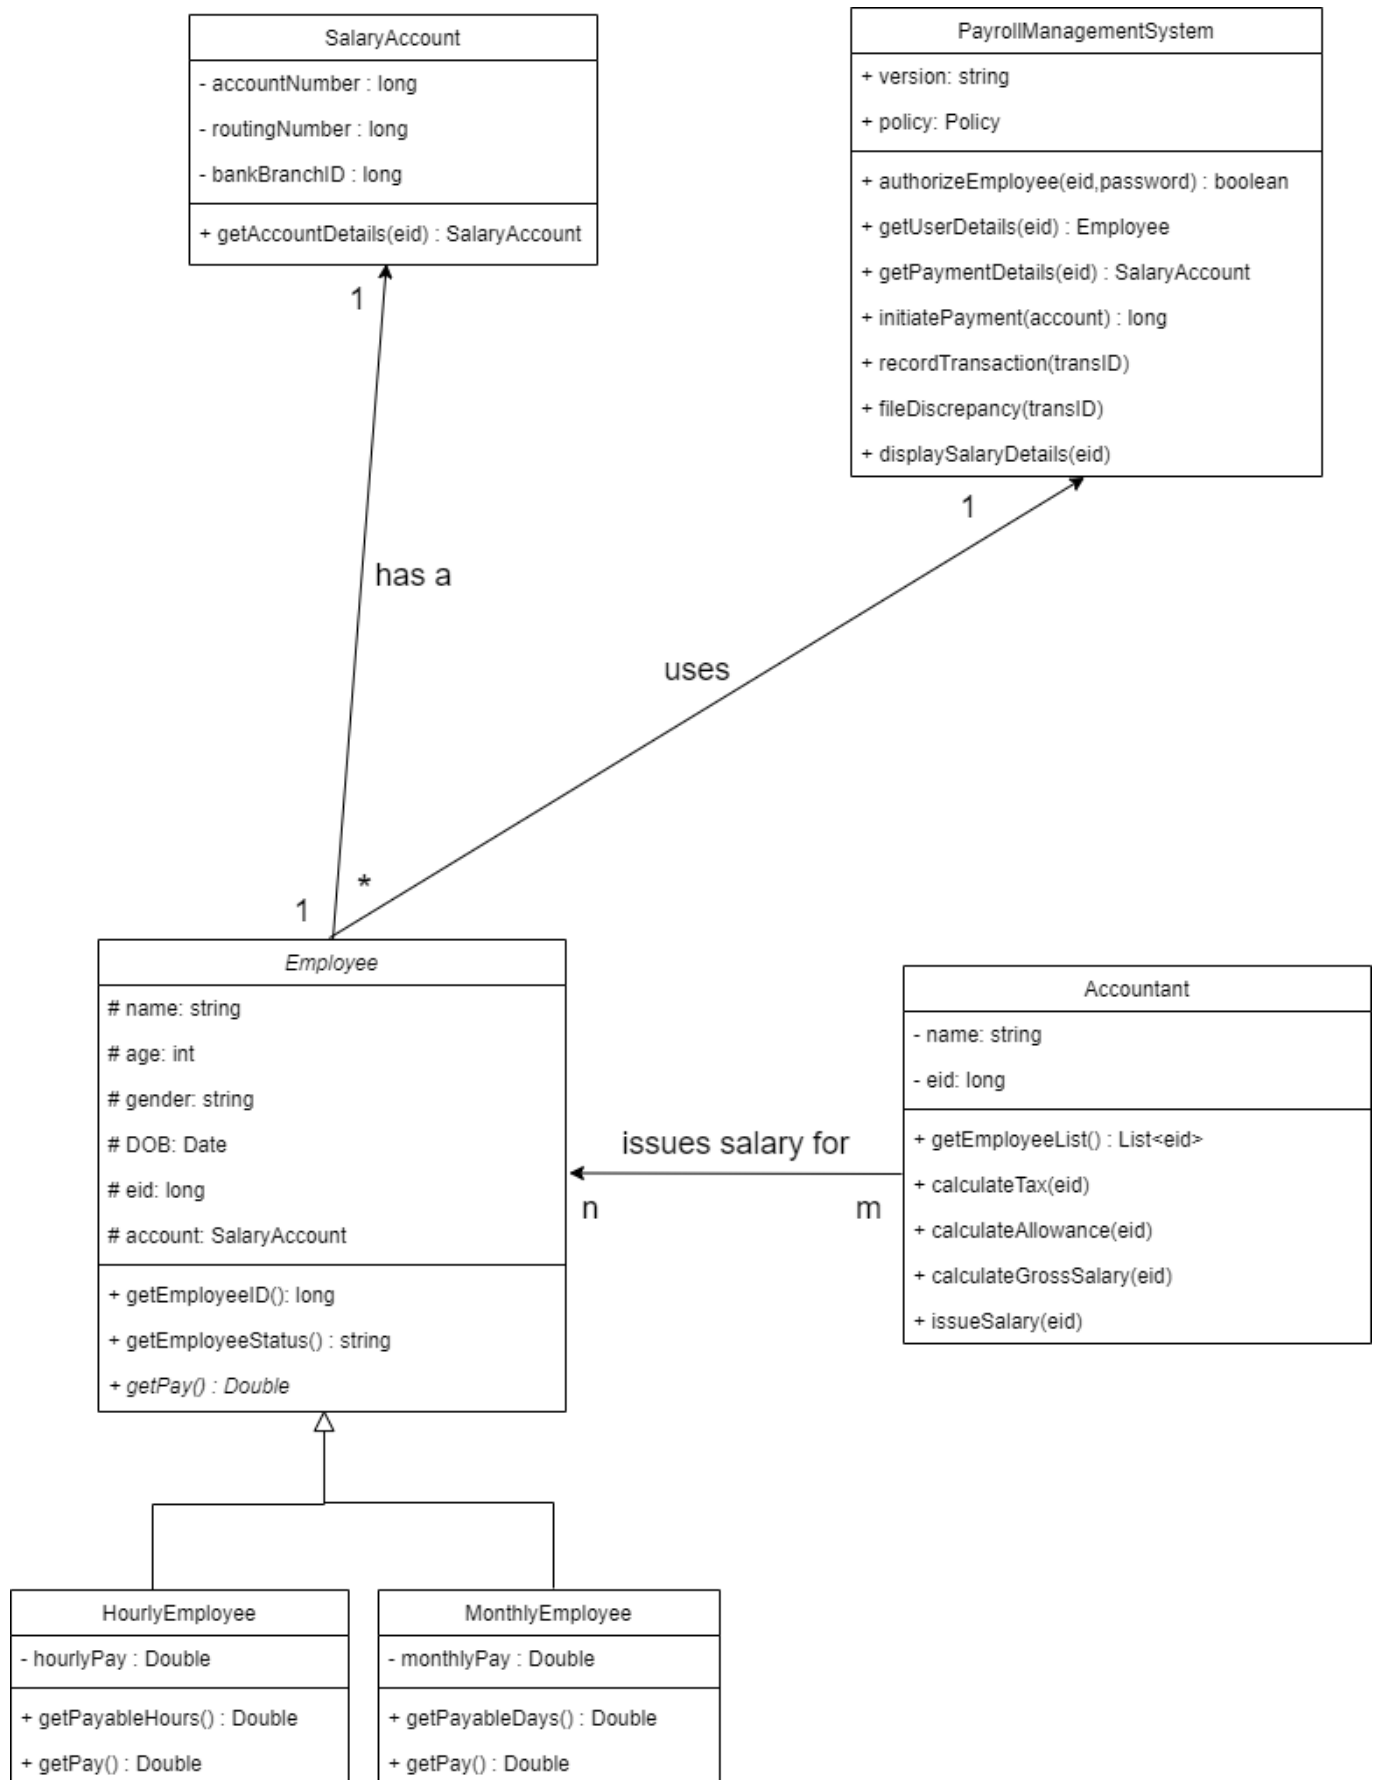 SalaryAccount
- accountNumber : long
- routingNumber : long
- bankBranchID : long
+ getAccountDetails(eid) : SalaryAccount
PayrollManagementSystem
+ version: string
+ policy: Policy
+ authorizeEmployee(eid,password) : boolean
+ getUserDetails(eid) : Employee
+ getPaymentDetails(eid) : SalaryAccount
+ initiatePayment(account) : long
+ recordTransaction(transID)
+ fileDiscrepancy(transID)
+ displaySalaryDetails(eid)
1
1
has a
uses
*
1
Employee
# name: string
# age: int
# gender: string
# DOB: Date
# eid: long
# account: SalaryAccount
+ getEmployeeID(): long
+ getEmployeeStatus() : string
+ getPay() : Double
issues salary for
n
m
Accountant
- name: string
- eid: long
+ getEmployeeList() : List<eid>
+ calculateTax(eid)
+ calculateAllowance(eid)
+ calculateGrossSalary(eid)
+ issueSalary(eid)
HourlyEmployee
- hourlyPay : Double
+ getPayableHours() : Double
+ getPay() : Double
MonthlyEmployee
- monthlyPay : Double
+ getPayableDays() : Double
+ getPay() : Double